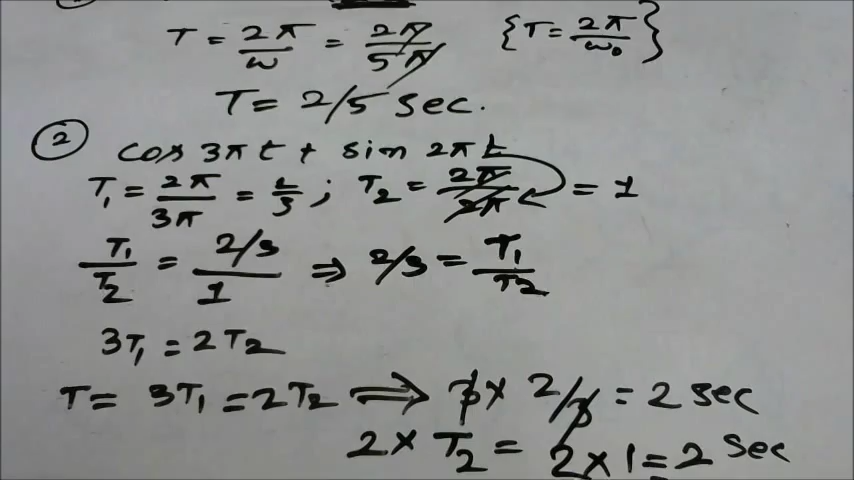 T = 2π/ω = 2π/5π {T = 2π/ω₀}
T = 2/5 sec.
② cos 3πt + sin 2πt
T₁ = 2π/3π = 2/3 ; T₂ = 2π/2π = 1
T₁/T₂ = 2/3/1 ⇒ 2/3 = T₁/T₂
3T₁ = 2T₂
T = 3T₁ = 2T₂ ⟹ 3 × 2/3 = 2 sec
2 × T₂ = 2 × 1 = 2 sec